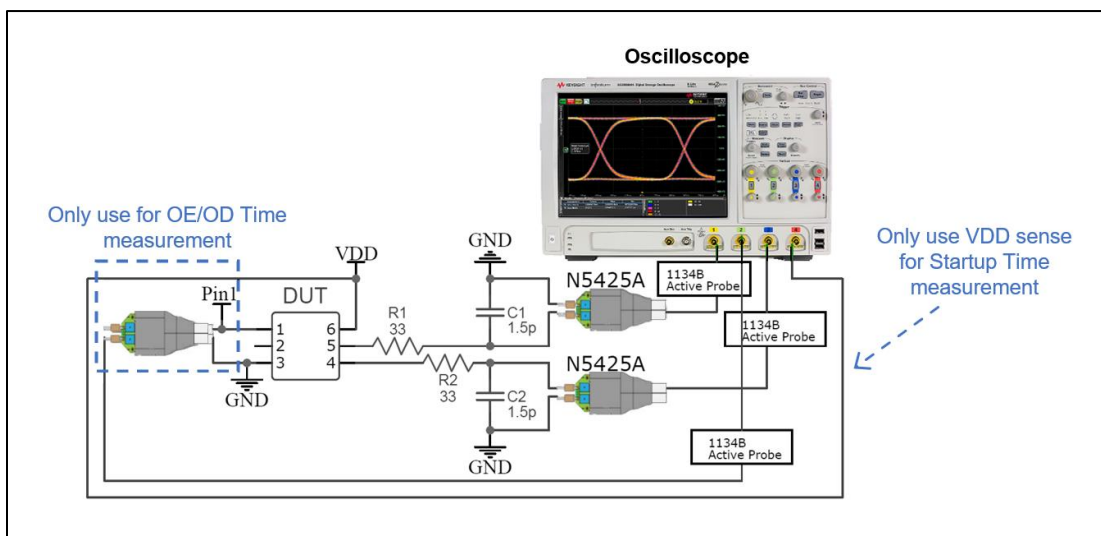 Oscilloscope
KEYSIGHT
Only use for OE/OD Time
measurement
VDD
GND
N5425A
1134B
Active Probe
Only use VDD sense
for Startup Time
measurement
Pin1
DUT
1
2
3
6
5
4
R1
33
C1
1.5p
1134B
Active Probe
N5425A
R2
33
C2
1.5p
GND
GND
1134B
Active Probe